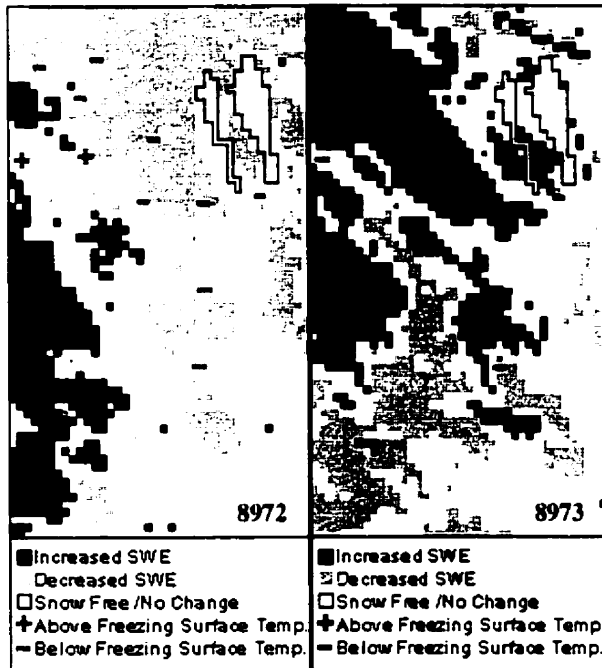 8972
8973
Increased SWE
Decreased SWE
Snow Free/No Change
Above Freezing Surface Temp.
Below Freezing Surface Temp.
Increased SWE
Decreased SWE
Snow Free/No Change
Above Freezing Surface Temp.
Below Freezing Surface Temp.